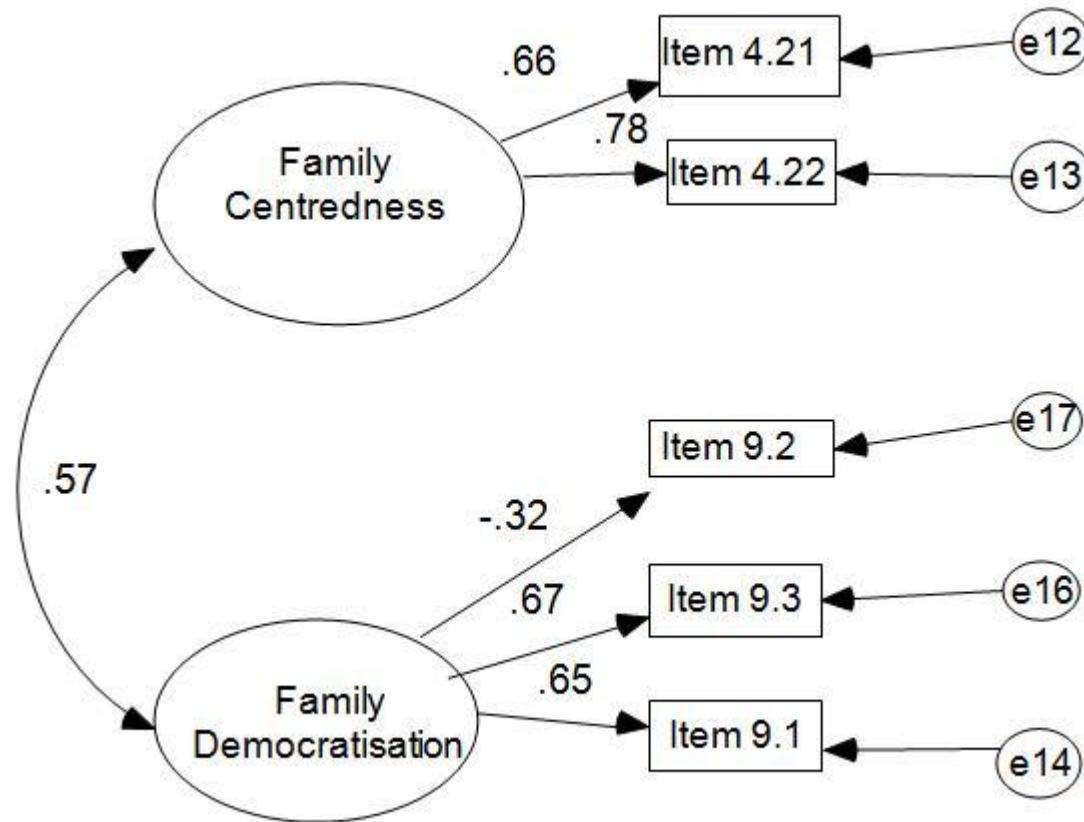 Item 4.21
e12
.66
.78
Family
Centredness
Item 4.22
e13
.57
Item 9.2
e17
-.32
.67
Item 9.3
e16
.65
Family
Democratisation
Item 9.1
e14